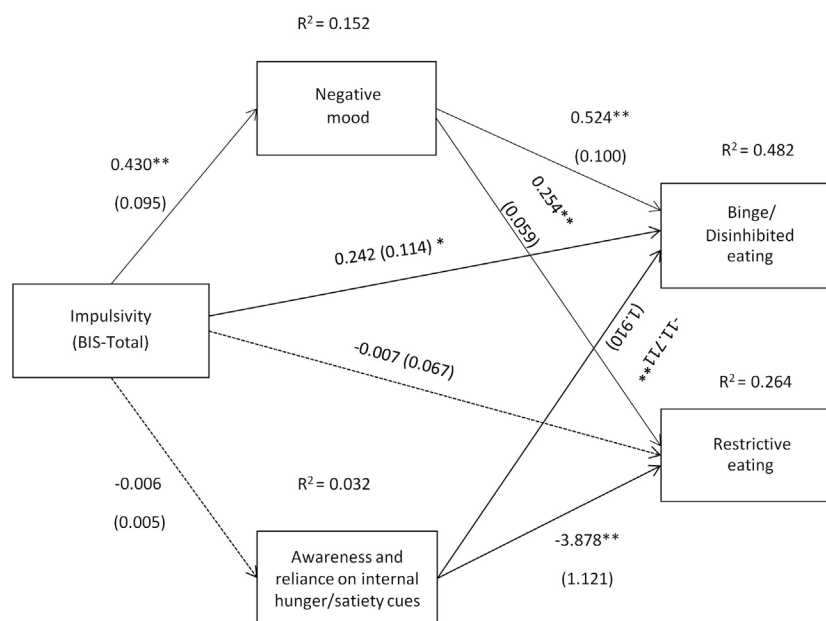 R² = 0.152
Negative
mood
0.430**
(0.095)
0.524**
(0.100)
R² = 0.482
0.254**
(0.059)
Binge/
Disinhibited
eating
0.242 (0.114) *
Impulsivity
(BIS-Total)
-0.007 (0.067)
-11.711**
(1.910)
R² = 0.264
Restrictive
eating
-0.006
(0.005)
R² = 0.032
Awareness and
reliance on internal
hunger/satiety cues
-3.878**
(1.121)